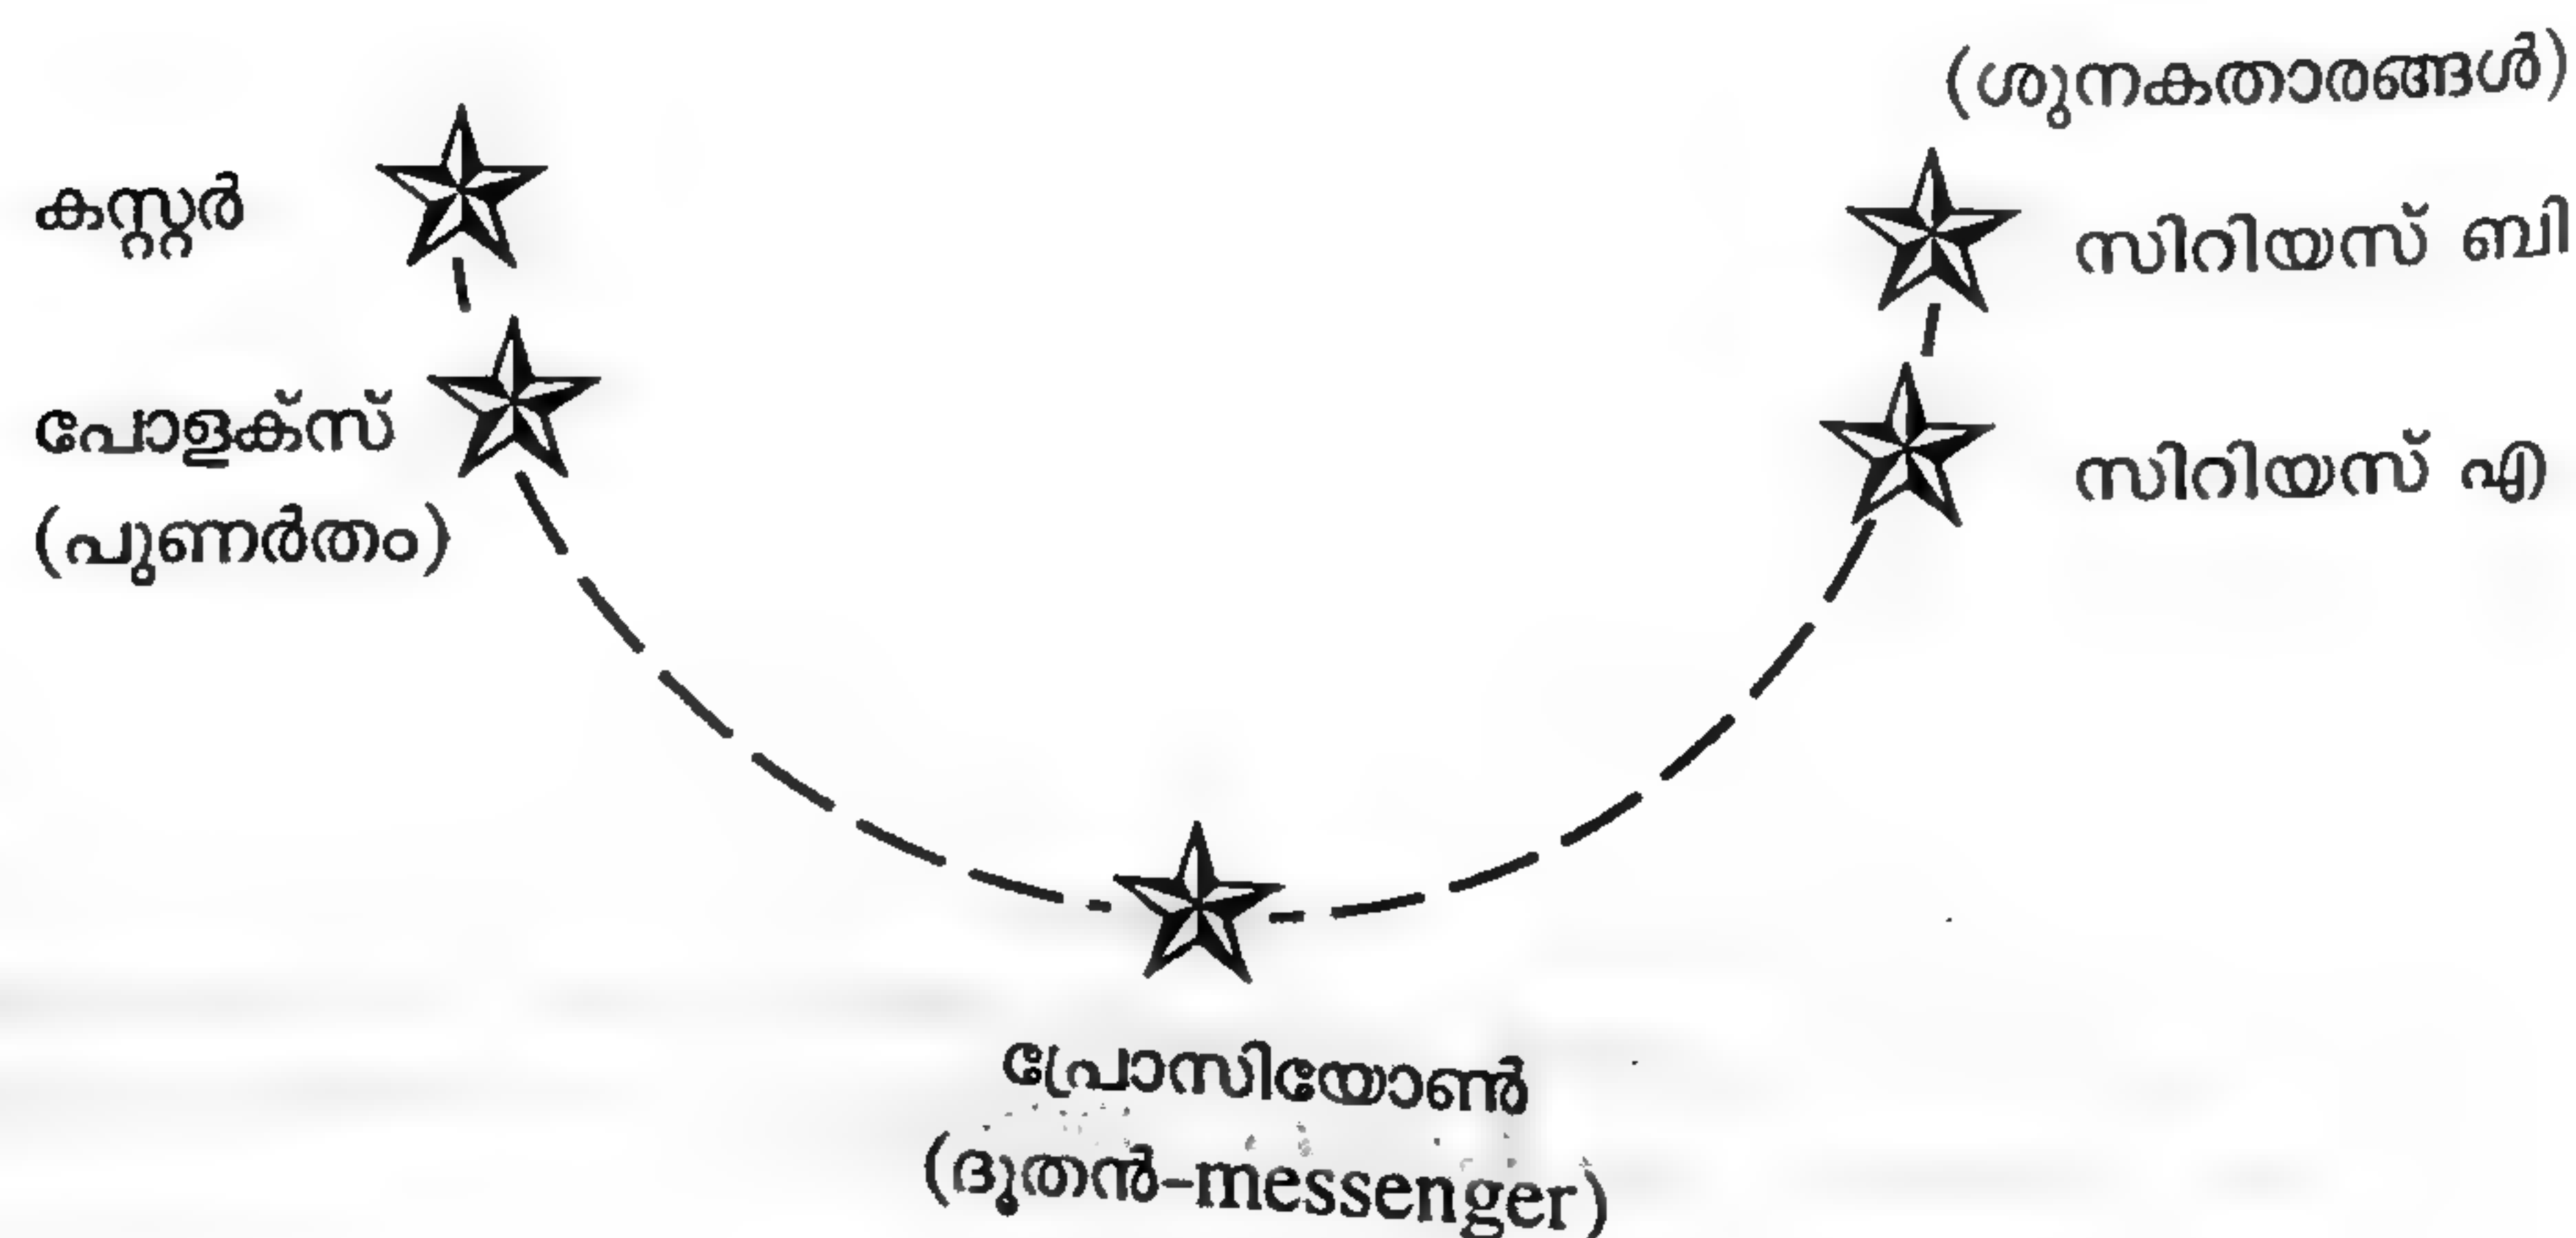 (ശുനകതാരങ്ങൾ)
കസ്റ്റർ
സിറിയസ് ബി
പോളക്സ്
സിറിയസ് എ
(പുണർതം)
പ്രോസിയോൺ
(ദൂതൻ-messenger)